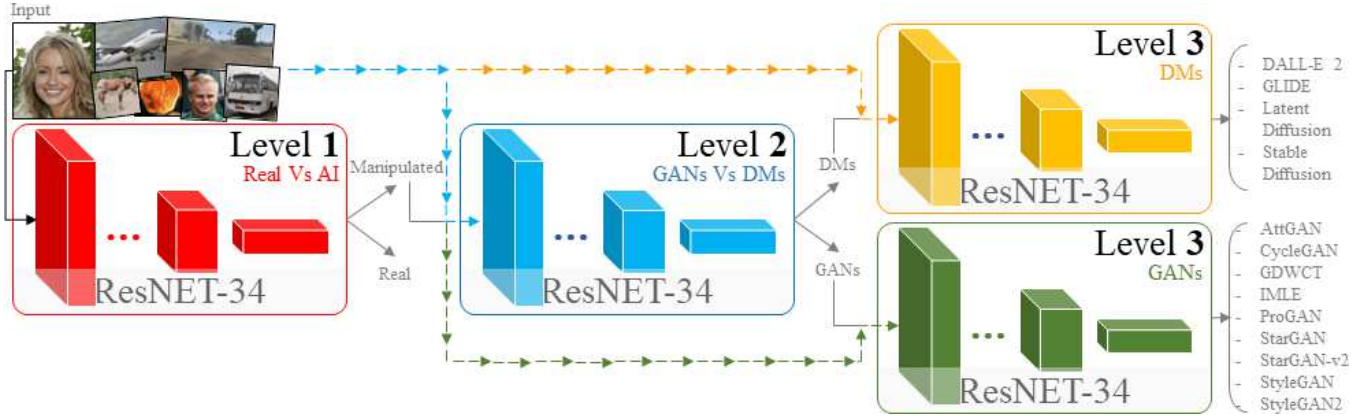 Input
Level 1
Real Vs AI
ResNET-34
Manipulated
Real
Level 2
GANs Vs DMs
ResNET-34
DMs
GANs
Level 3
DMs
ResNET-34
- DALL-E 2
- GLIDE
- Latent
Diffusion
- Stable
Diffusion
Level 3
GANs
ResNET-34
- AttGAN
- CycleGAN
- GDWCT
- IMLE
- ProGAN
- StarGAN
- StarGAN-v2
- StyleGAN
- StyleGAN2